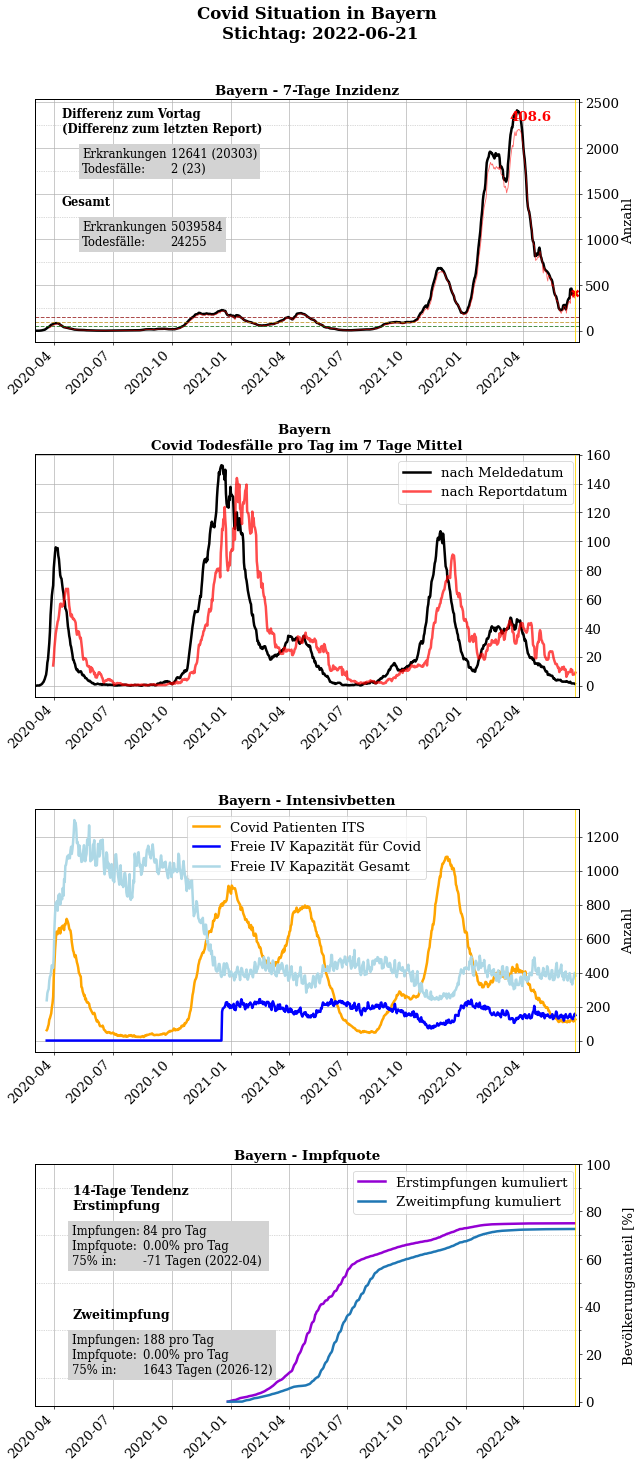 Covid Situation in Bayern
Stichtag: 2022-06-21
Bayern - 7-Tage Inzidenz
Differenz zum Vortag
(Differenz zum letzten Report)
Erkrankungen 12641 (20303)
Todesfälle: 2 (23)
Gesamt
Erkrankungen 5039584
Todesfälle: 24255
408.6
2500
2000
1500
1000
500
0
Anzahl
2020-04
2020-07
2020-10
2021-01
2021-04
2021-07
2021-10
2022-01
2022-04
Bayern
Covid Todesfälle pro Tag im 7 Tage Mittel
nach Meldedatum
nach Reportdatum
160
140
120
100
80
60
40
20
0
2020-04
2020-07
2020-10
2021-01
2021-04
2021-07
2021-10
2022-01
2022-04
Bayern - Intensivbetten
Covid Patienten ITS
Freie IV Kapazität für Covid
Freie IV Kapazität Gesamt
1200
1000
800
600
400
200
0
Anzahl
2020-04
2020-07
2020-10
2021-01
2021-04
2021-07
2021-10
2022-01
2022-04
Bayern - Impfquote
14-Tage Tendenz
Erstimpfung
Impfungen: 84 pro Tag
Impfquote: 0.00% pro Tag
75% in: -71 Tagen (2022-04)
Zweitimpfung
Impfungen: 188 pro Tag
Impfquote: 0.00% pro Tag
75% in: 1643 Tagen (2026-12)
Erstimpfungen kumuliert
Zweitimpfung kumuliert
100
80
60
40
20
0
Bevölkerungsanteil [%]
2020-04
2020-07
2020-10
2021-01
2021-04
2021-07
2021-10
2022-01
2022-04